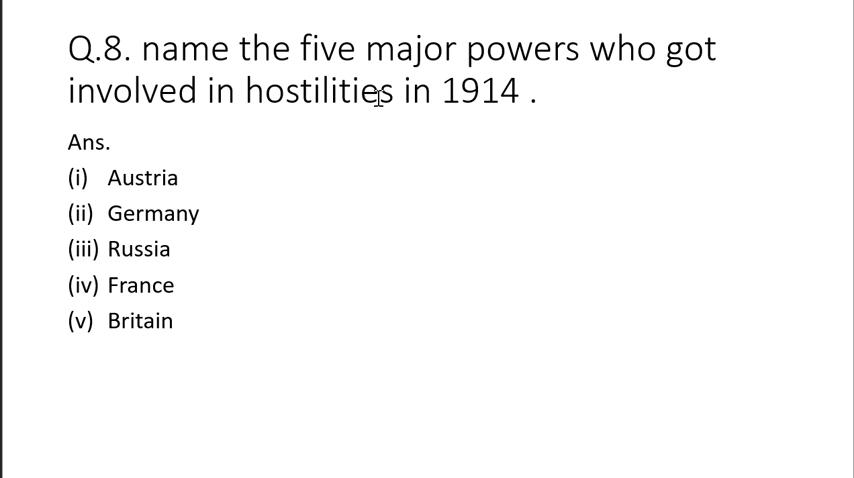 Q.8. name the five major powers who got
involved in hostilities in 1914 .
Ans.
(i) Austria
(ii) Germany
(iii) Russia
(iv) France
(v) Britain